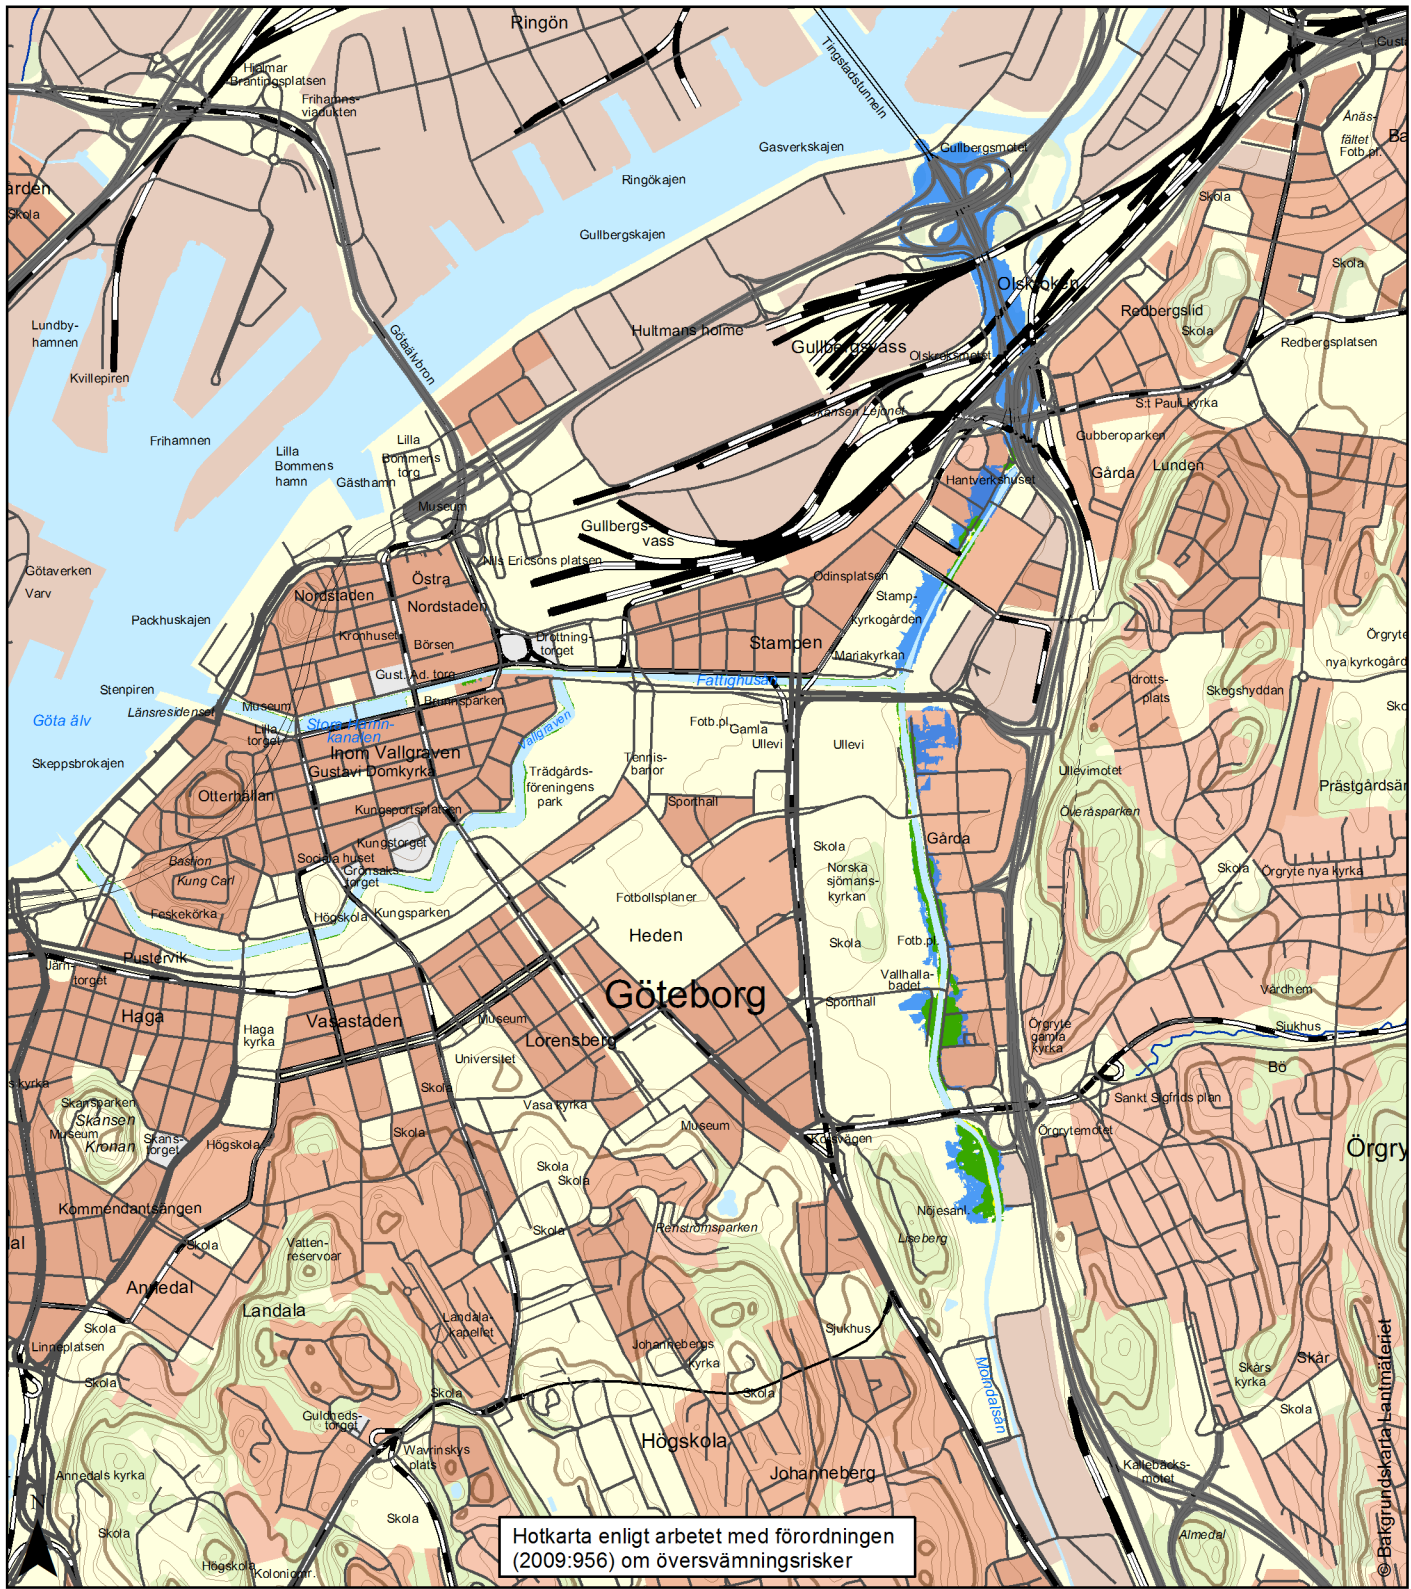 Ringön
Hjalmar
Brantingsplatsen
Frihamns-
viadukten
Tingstadstunneln
Gasverkskajen
Gullbergsmotet
Ånäs-
fältet
Fotb.pl.
Ringökajen
Skola
Skola
Gullbergskajen
Skola
Olskroken
Redbergslid
Skola
Redbergsplatsen
Lundby-
hamnen
Hultmans holme
Gullbergsvass
Olskroksmotet
Götaälvbron
Kvillepiren
Skansen Lejonet
S:t Pauli kyrka
Frihamnen
Lilla
Bommens
hamn
Lilla
Bommens
torg
Gubberoparken
Gårda
Lunden
Gästhamn
Hantverkshuset
Museum
Gullbergs-
vass
Nils Ericsons platsen
Götaverken
Varv
Östra
Nordstaden
Nordstaden
Odinsplatsen
Stamp-
kyrkogården
Packhuskajen
Kronhuset
Börsen
Drottning-
torget
Stampen
Mariakyrkan
Örgryte
nya kyrkogård
Gust. Ad. torg
Fattighusån
Idrotts-
plats
Skogshyddan
Stenpiren
Länsresidenset
Museum
Brunnsparken
Göta älv
Stora Hamn-
kanalen
Vallgraven
Lilla
torget
Fotb.pl.
Gamla
Ullevi
Ullevi
Inom Vallgraven
Gustavi Domkyrka
Skeppsbrokajen
Trädgårds-
föreningens
park
Tennis-
banor
Ullevimotet
Otterhällan
Kungsportsplatsen
Sporthall
Överåsparken
Kungstorget
Gårda
Skola
Bastion
Kung Carl
Sociala huset
Grönsaks-
torget
Norska
sjömans-
kyrkan
Skola
Örgryte nya kyrka
Fotbollsplaner
Feskekörka
Högskola
Kungsparken
Heden
Skola
Fotb.pl.
Pustervik
Järn-
torget
Vallhalla-
badet
Göteborg
Sporthall
Vårdhem
Haga
Haga
kyrka
Vasastaden
Museum
Lorensberg
Örgryte
gamla
kyrka
Sjukhus
Universitet
Bö
Skola
Skansparken
Skansen
Kronan
Museum
Skans-
torget
Högskola
Skola
Vasa kyrka
Museum
Korsvägen
Sankt Sigfrids plan
Örgrytemotet
Skola
Skola
Kommendantsängen
Nöjesanl.
Liseberg
Skola
Renströmsparken
Vatten-
reservoar
Skola
Annedal
Landala
Landala-
kapellet
Skola
Linneplatsen
Johannebergs
kyrka
Sjukhus
Skår
Skårs
kyrka
Mölndalsån
Skola
Skola
Skola
Skola
Guldheds-
torget
Högskola
Wavrinskys
plats
Johanneberg
Annedals kyrka
Kallebäcks-
motet
N
Skola
Skola
Almedal
Högskola
Koloniomr.
Hotkarta enligt arbetet med förordningen
(2009:956) om översvämningsrisker
© Bakgrundskarta Lantmäteriet